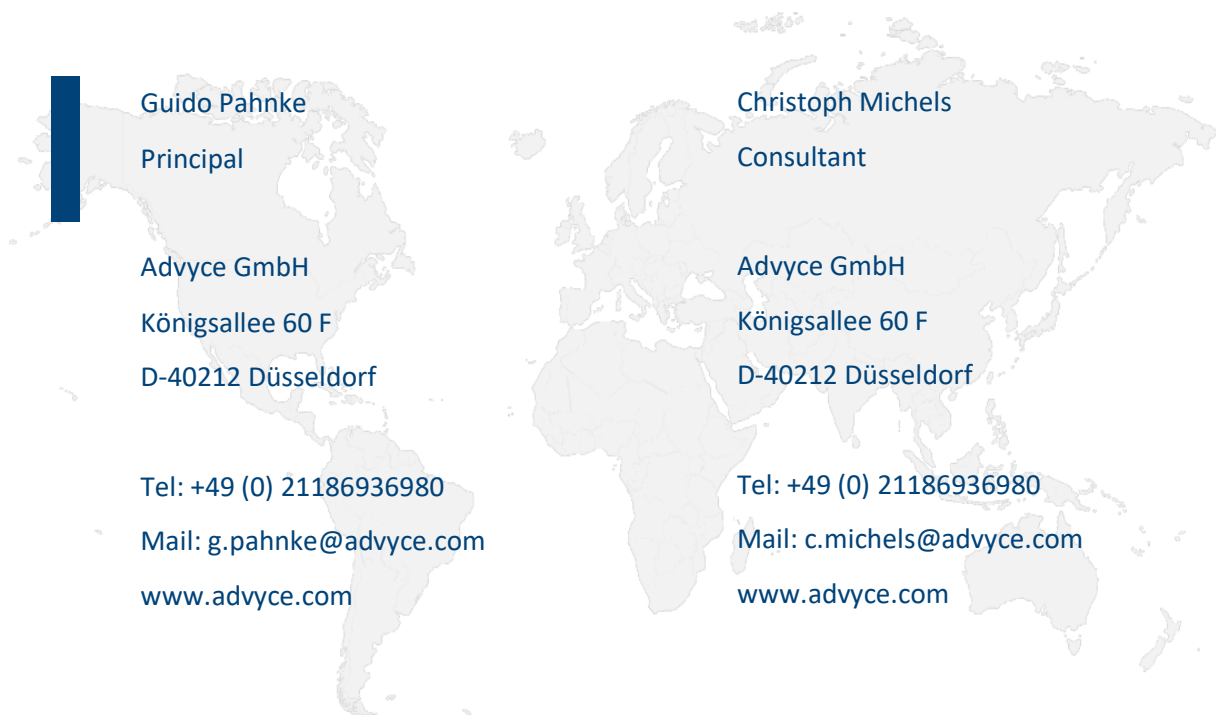 Guido Pahnke
Principal
Advyce GmbH
Königsallee 60 F
D-40212 Düsseldorf
Tel: +49 (0) 21186936980
Mail: g.pahnke@advyce.com
www.advyce.com
Christoph Michels
Consultant
Advyce GmbH
Königsallee 60 F
D-40212 Düsseldorf
Tel: +49 (0) 21186936980
Mail: c.michels@advyce.com
www.advyce.com